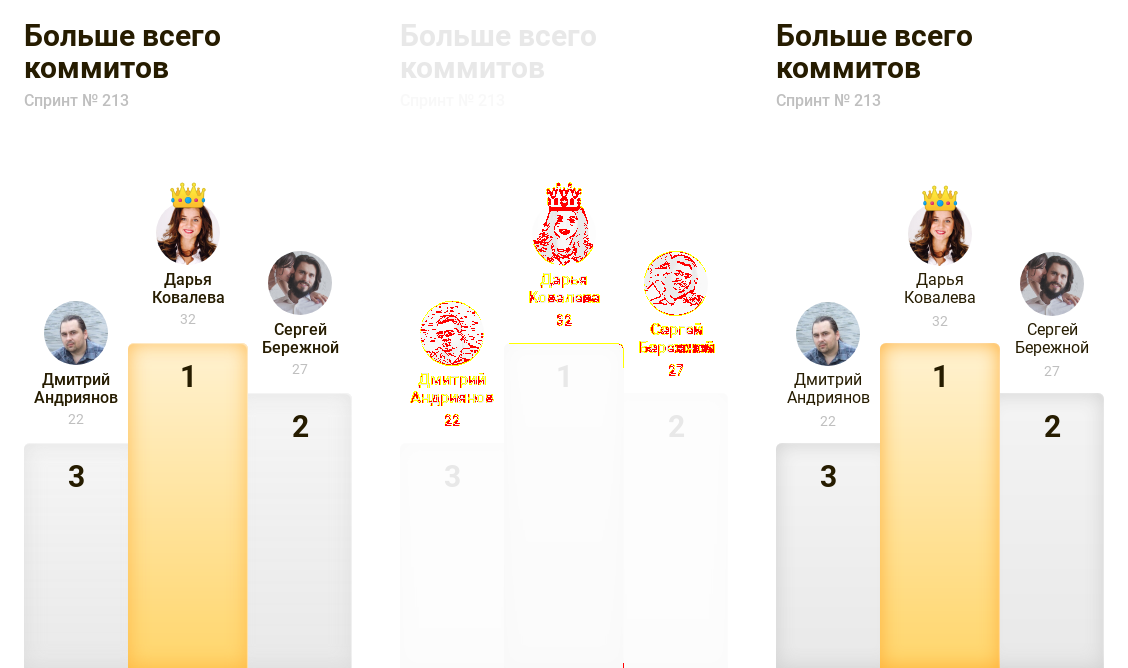 Больше всего
коммитов
Спринт № 213
Дарья
Ковалева
32
Сергей
Бережной
27
Дмитрий
Андриянов
22
1
2
3
Больше всего
коммитов
Спринт № 213
Дарья
Ковалева
32
Сергей
Бережной
27
Дмитрий
Андриянов
22
1
2
3
Больше всего
коммитов
Спринт № 213
Дарья
Ковалева
32
Сергей
Бережной
27
Дмитрий
Андриянов
22
1
2
3